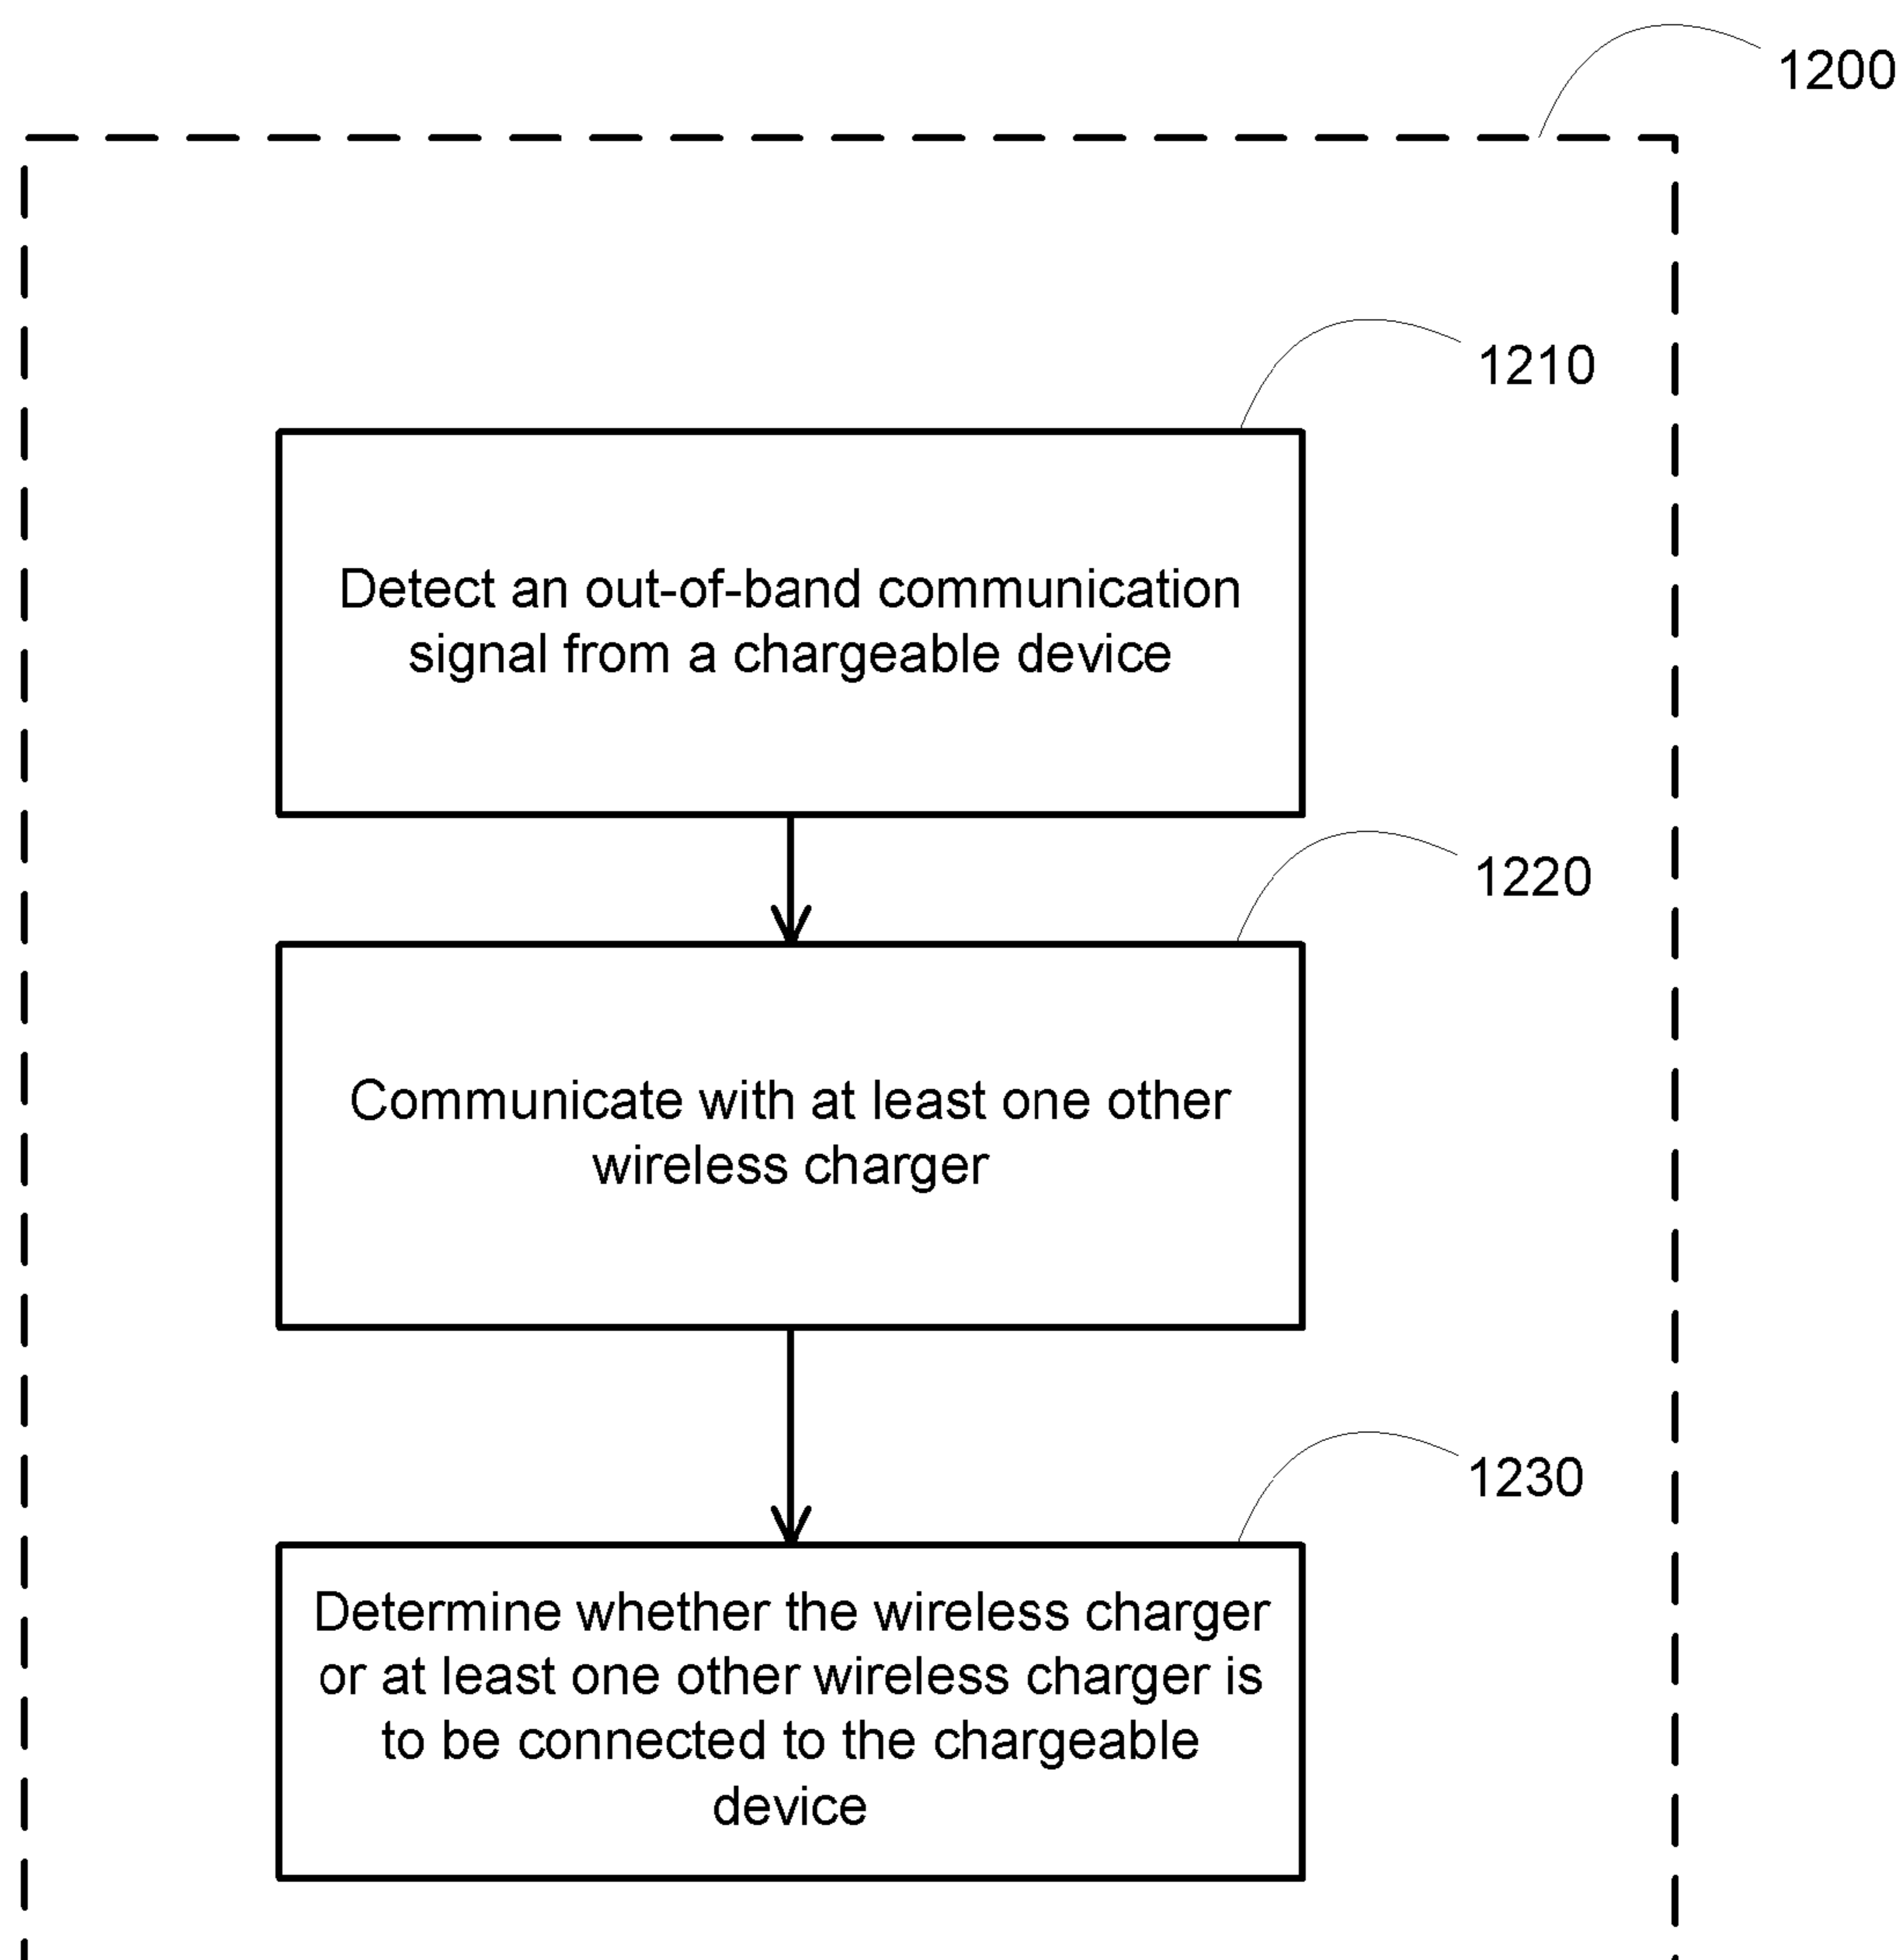 1200
1210
Detect an out-of-band communication
signal from a chargeable device
1220
Communicate with at least one other
wireless charger
1230
Determine whether the wireless charger
or at least one other wireless charger is
to be connected to the chargeable
device